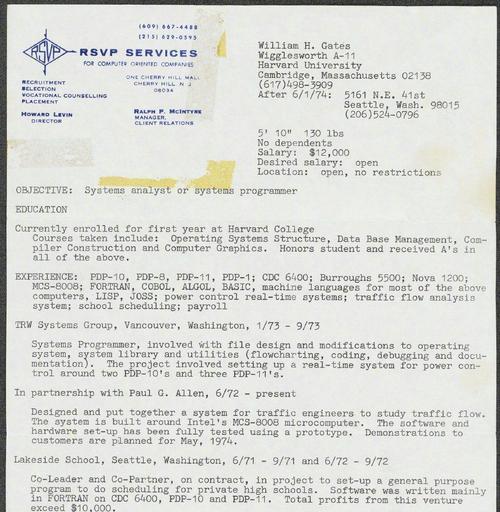 (609) 667-4488
(215) 629-0595
RSVP
RSVP SERVICES
FOR COMPUTER ORIENTED COMPANIES
ONE CHERRY HILL MALL
CHERRY HILL N J
08034
RECRUITMENT
SELECTION
VOCATIONAL COUNSELLING
PLACEMENT
HOWARD LEVIN
DIRECTOR
RALPH F. McINTYRE
MANAGER,
CLIENT RELATIONS
William H. Gates
Wigglesworth A-11
Harvard University
Cambridge, Massachusetts 02138
(617)498-3909
After 6/1/74: 5161 N.E. 41st
Seattle, Wash. 98015
(206)524-0796
5' 10" 130 lbs
No dependents
Salary: $12,000
Desired salary: open
Location: open, no restrictions
OBJECTIVE: Systems analyst or systems programmer
EDUCATION
Currently enrolled for first year at Harvard College
Courses taken include: Operating Systems Structure, Data Base Management, Com-
piler Construction and Computer Graphics. Honors student and received A's in
all of the above.
EXPERIENCE: PDP-10, PDP-8, PDP-11, PDP-1; CDC 6400; Burroughs 5500; Nova 1200;
MCS-8008; FORTRAN, COBOL, ALGOL, BASIC, machine languages for most of the above
computers, LISP, JOSS; power control real-time systems; traffic flow analysis
system; school scheduling; payroll
TRW Systems Group, Vancouver, Washington, 1/73 - 9/73
Systems Programmer, involved with file design and modifications to operating
system, system library and utilities (flowcharting, coding, debugging and docu-
mentation). The project involved setting up a real-time system for power con-
trol around two PDP-10's and three PDP-11's.
In partnership with Paul G. Allen, 6/72 - present
Designed and put together a system for traffic engineers to study traffic flow.
The system is built around Intel's MCS-8008 microcomputer. The software and
hardware set-up has been fully tested using a prototype. Demonstrations to
customers are planned for May, 1974.
Lakeside School, Seattle, Washington, 6/71 - 9/71 and 6/72 - 9/72
Co-Leader and Co-Partner, on contract, in project to set-up a general purpose
program to do scheduling for private high schools. Software was written mainly
in FORTRAN on CDC 6400, PDP-10 and PDP-11. Total profits from this venture
exceed $10,000.